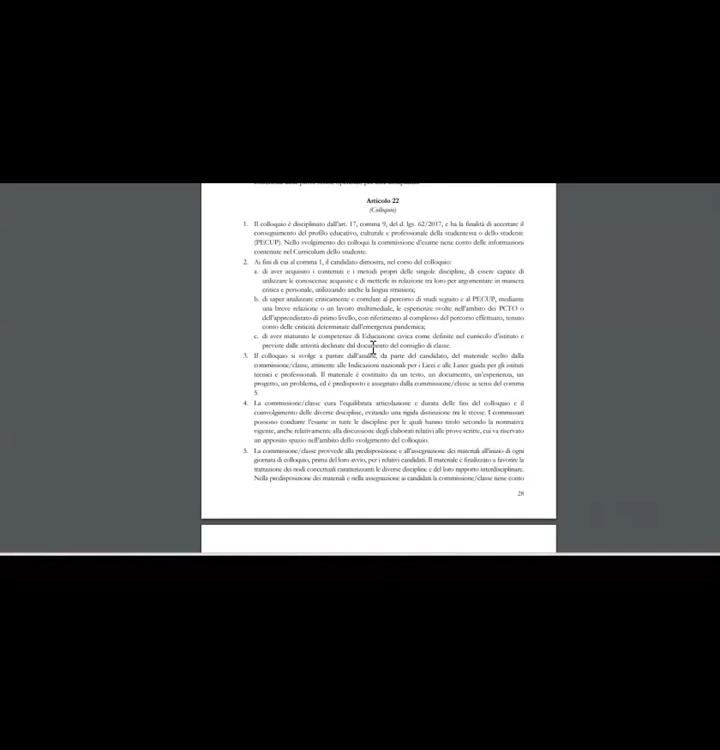 Articolo 22
(Colloquio)
1. Il colloquio è disciplinato dall'art. 17, comma 9, del d. lgs. 62/2017, e ha la finalità di accertare il
conseguimento del profilo educativo, culturale e professionale della studentessa o dello studente
(PECUP). Nello svolgimento dei colloqui la commissione d'esame tiene conto delle informazioni
contenute nel Curriculum dello studente.
2. Ai fini di cui al comma 1, il candidato dimostra, nel corso del colloquio:
a. di aver acquisito i contenuti e i metodi propri delle singole discipline, di essere capace di
utilizzare le conoscenze acquisite e di metterle in relazione tra loro per argomentare in maniera
critica e personale, utilizzando anche la lingua straniera;
b. di saper analizzare criticamente e correlare al percorso di studi seguito e al PECUP, mediante
una breve relazione o un lavoro multimediale, le esperienze svolte nell'ambito dei PCTO o
dell'apprendistato di primo livello, con riferimento al complesso del percorso effettuato, tenuto
conto delle criticità determinate dall'emergenza pandemica;
c. di aver maturato le competenze di Educazione civica come definite nel curricolo d'istituto e
previste dalle attività declinate dal documento del consiglio di classe.
3. Il colloquio si svolge a partire dall'analisi, da parte del candidato, del materiale scelto dalla
commissione/classe, attinente alle Indicazioni nazionali per i Licei e alle Linee guida per gli istituti
tecnici e professionali. Il materiale è costituito da un testo, un documento, un'esperienza, un
progetto, un problema, ed è predisposto e assegnato dalla commissione/classe ai sensi del comma
5.
4. La commissione/classe cura l'equilibrata articolazione e durata delle fasi del colloquio e il
coinvolgimento delle diverse discipline, evitando una rigida distinzione tra le stesse. I commissari
possono condurre l'esame in tutte le discipline per le quali hanno titolo secondo la normativa
vigente, anche relativamente alla discussione degli elaborati relativi alle prove scritte, cui va riservato
un apposito spazio nell'ambito dello svolgimento del colloquio.
5. La commissione/classe provvede alla predisposizione e all'assegnazione dei materiali all'inizio di ogni
giornata di colloquio, prima del loro avvio, per i relativi candidati. Il materiale è finalizzato a favorire la
trattazione dei nodi concettuali caratterizzanti le diverse discipline e del loro rapporto interdisciplinare.
Nella predisposizione dei materiali e nella assegnazione ai candidati la commissione/classe tiene conto
28